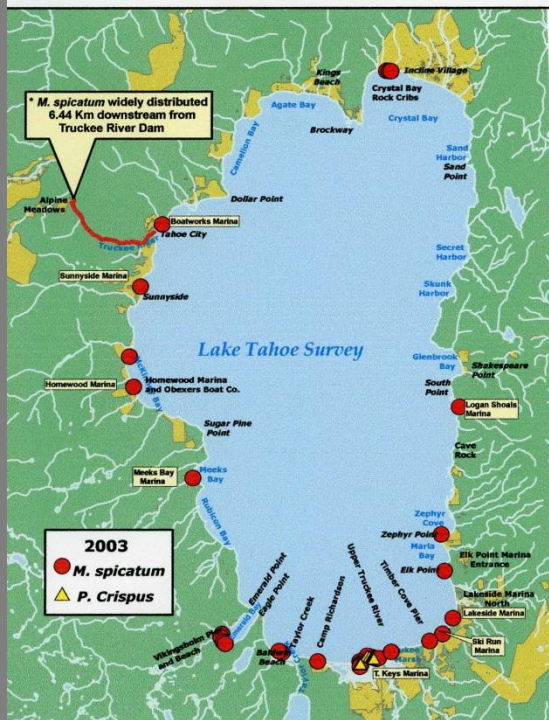 Kings
Beach
Incline Village
Crystal Bay
Rock Cribs
* M. spicatum widely distributed
6.44 Km downstream from
Truckee River Dam
Agate Bay
Crystal Bay
Brockway
Carnelian Bay
Sand
Harbor
Sand
Point
Alpine
Meadows
Dollar Point
Boatworks Marina
Tahoe City
Truckee River
Secret
Harbor
Sunnyside Marina
Skunk
Harbor
Sunnyside
Lake Tahoe Survey
Glenbrook
Bay
Shakespeare
Point
McKinney Bay
Homewood Marina
Homewood Marina
and Obexers Boat Co.
South
Point
Logan Shoals
Marina
Sugar Pine
Point
Cave
Rock
Meeks Bay
Marina
Meeks
Bay
Rubicon Bay
Zephyr
Cove
Zephyr Point
Marla
Bay
2003
M. spicatum
P. Crispus
Elk Point Marina
Entrance
Elk Point
Emerald Point
Eagle Point
Emerald Bay
Taylor Creek
Camp Richardson
Upper Truckee River
Timber Cove Pier
Lakeside Marina
North
Lakeside Marina
Vikingsholm
and Beach
Baldwin
Beach
Ski Run
Marina
T. Keys Marina